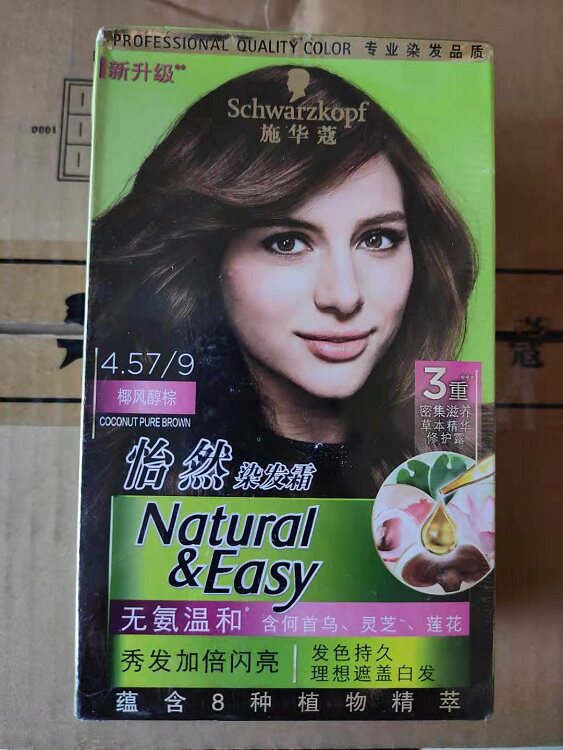 PROFESSIONAL QUALITY COLOR 专业染发品质
新升级**
Schwarzkopf
施华蔻
4.57/9
椰风醇棕
COCONUT PURE BROWN
3重***
密集滋养
草本精华
修护露
怡然染发霜
Natural
&Easy
无氨温和* 含何首乌、灵芝~、莲花
秀发加倍闪亮
发色持久
理想遮盖白发
蕴含8种植物精萃
1000
蔻